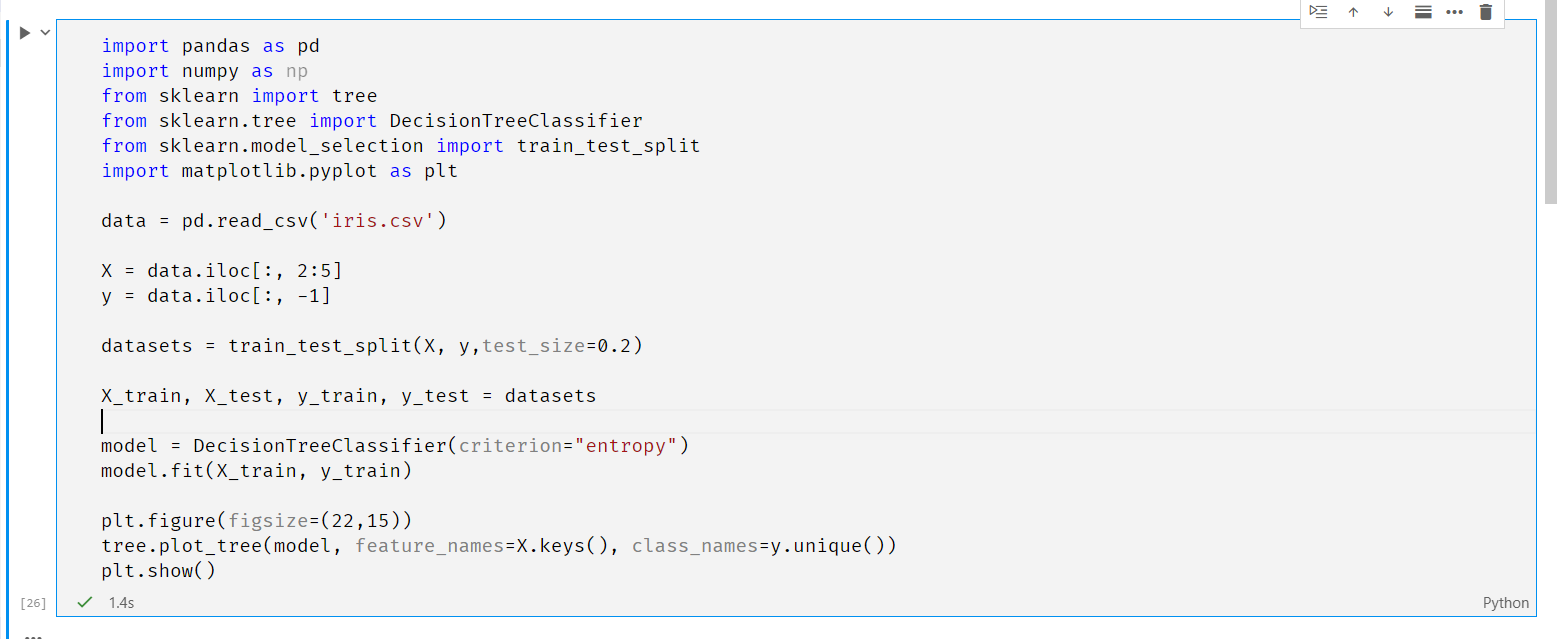 import pandas as pd
import numpy as np
from sklearn import tree
from sklearn.tree import DecisionTreeClassifier
from sklearn.model_selection import train_test_split
import matplotlib.pyplot as plt
data = pd.read_csv('iris.csv')
X = data.iloc[:, 2:5]
y = data.iloc[:, -1]
datasets = train_test_split(X, y,test_size=0.2)
X_train, X_test, y_train, y_test = datasets
model = DecisionTreeClassifier(criterion="entropy")
model.fit(X_train, y_train)
plt.figure(figsize=(22,15))
tree.plot_tree(model, feature_names=X.keys(), class_names=y.unique())
plt.show()
[26] 1.4s Python